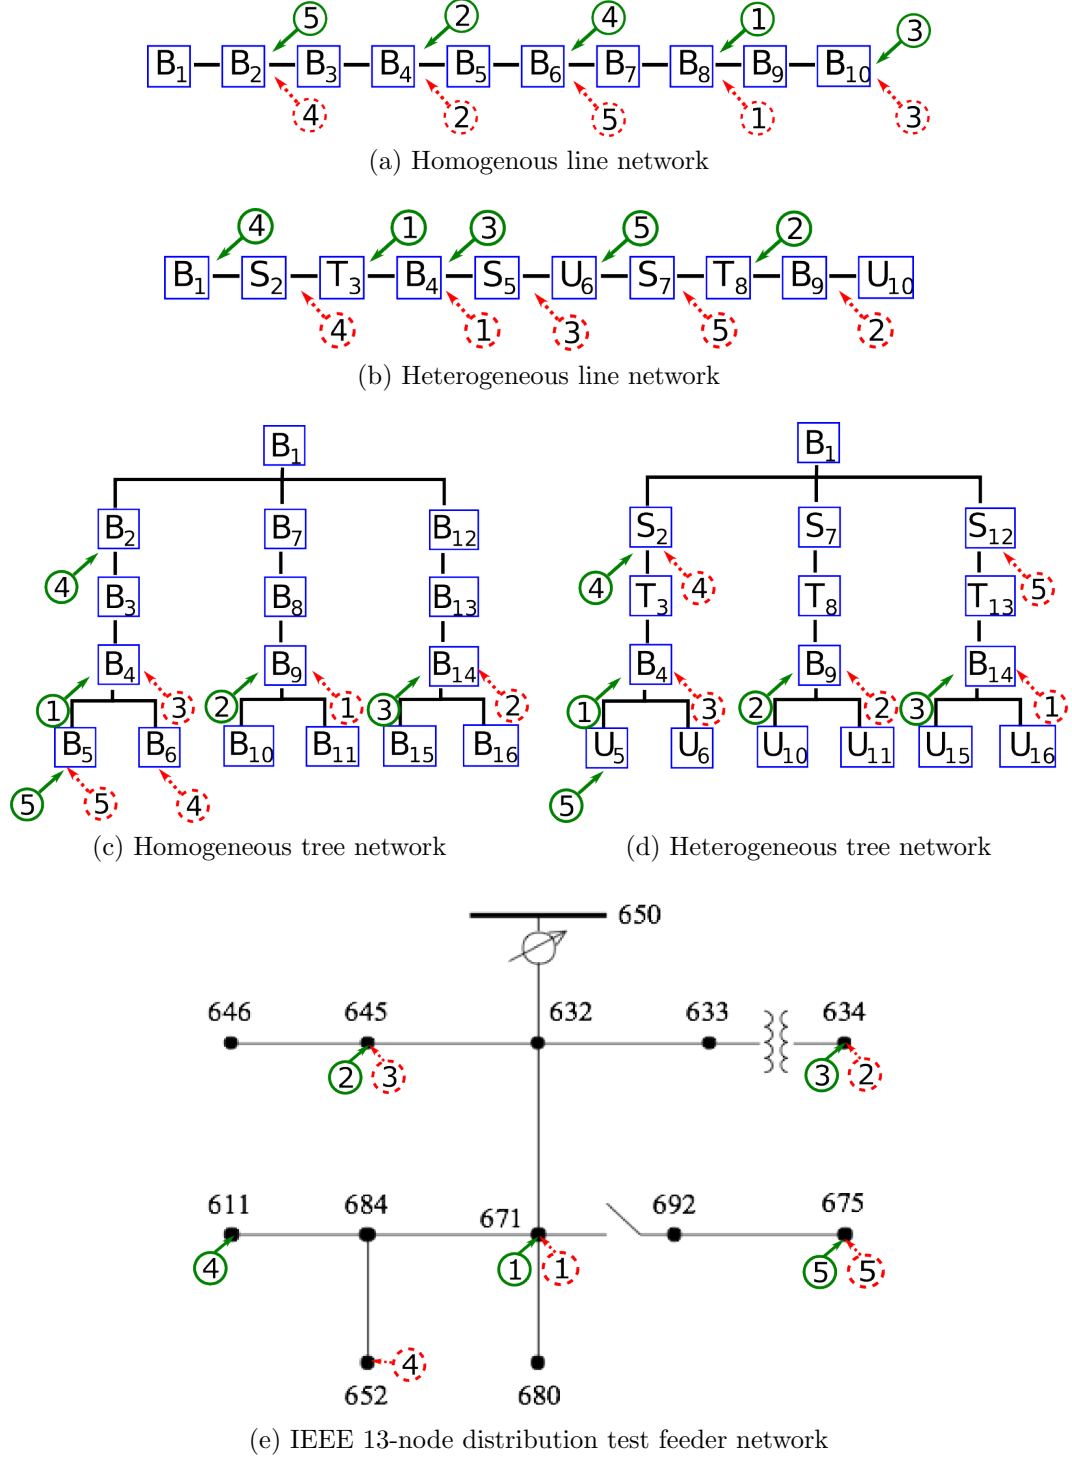 5 2 4 1 3
B1 B2 B3 B4 B5 B6 B7 B8 B9 B10
4 2 5 1 3
(a) Homogenous line network
4 1 3 5 2
B1 S2 T3 B4 S5 U6 S7 T8 B9 U10
4 1 3 5 2
(b) Heterogeneous line network
B1
B2 B7 B12
4
B3 B8 B13
B4 B9 B14
1 3 2 1 3 2
B5 B6 B10 B11 B15 B16
5 5 4
(c) Homogeneous tree network
B1
S2 S7 S12
4 4 5
T3 T8 T13
B4 B9 B14
1 3 2 2 3 1
U5 U6 U10 U11 U15 U16
5
(d) Heterogeneous tree network
650
646 645 632 633 634
2 3 3 2
611 684 671 692 675
4 1 1 5 5
4
652 680
(e) IEEE 13-node distribution test feeder network